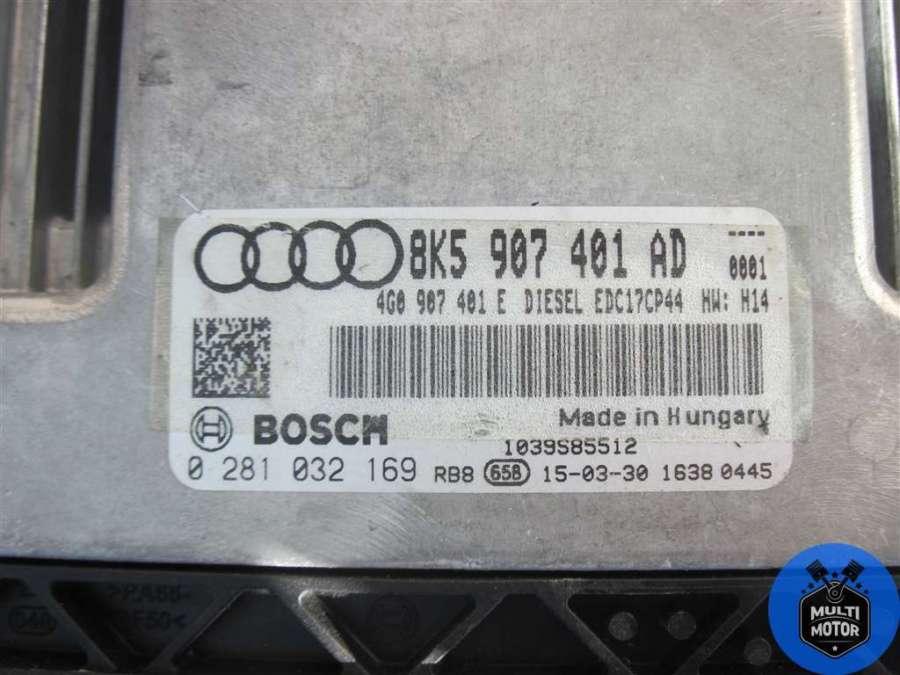 8K5 907 401 AD ----
0001
4G0 907 401 E DIESEL EDC17CP44 HW: H14
BOSCH Made in Hungary
1039S85512
0 281 032 169 RB8 658 15-03-30 1638 0445
MULTI
MOTOR